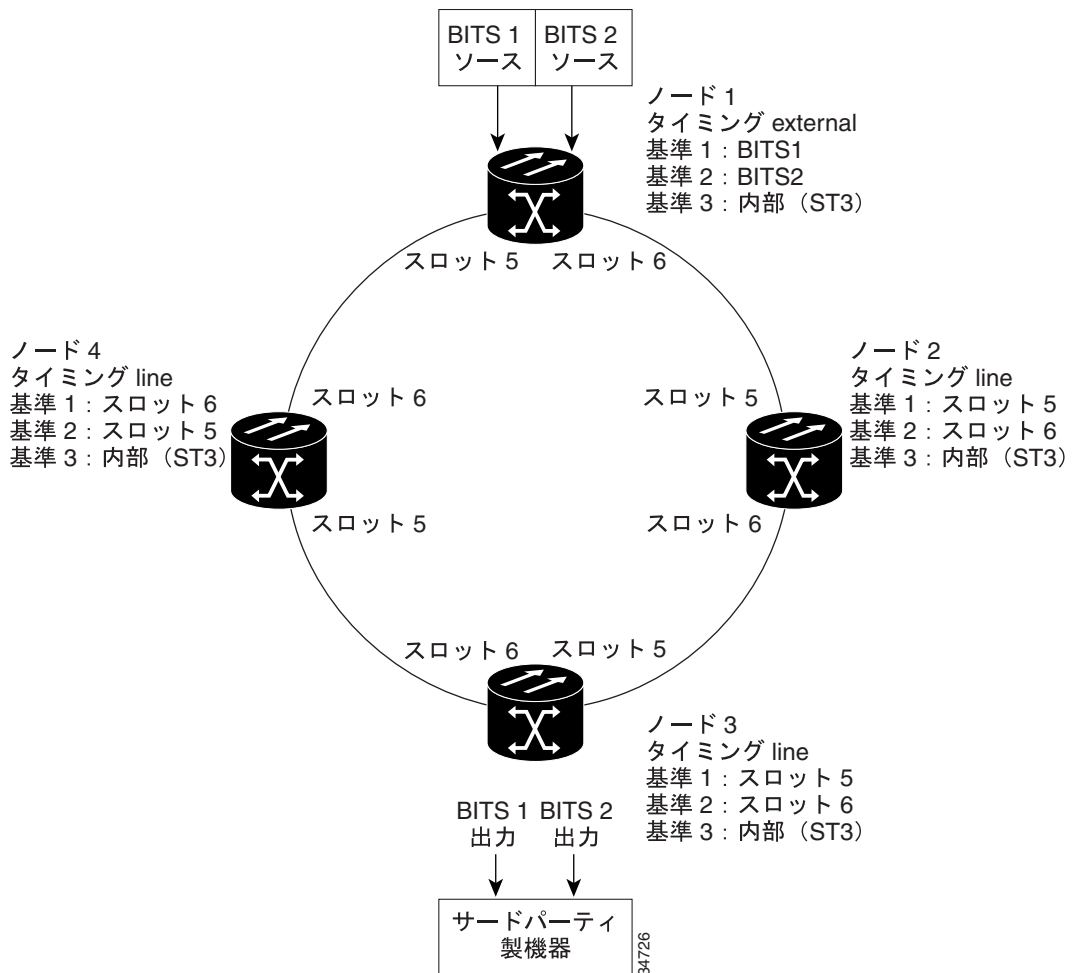 BITS 1
ソース
BITS 2
ソース
ノード 1
タイミング external
基準 1 : BITS1
基準 2 : BITS2
基準 3 : 内部（ST3）
スロット 5
スロット 6
ノード 4
タイミング line
基準 1 : スロット 6
基準 2 : スロット 5
基準 3 : 内部（ST3）
スロット 6
スロット 5
スロット 5
スロット 6
ノード 2
タイミング line
基準 1 : スロット 5
基準 2 : スロット 6
基準 3 : 内部（ST3）
スロット 6
スロット 5
ノード 3
タイミング line
基準 1 : スロット 5
基準 2 : スロット 6
基準 3 : 内部（ST3）
BITS 1
出力
BITS 2
出力
サードパーティ
製機器
34726